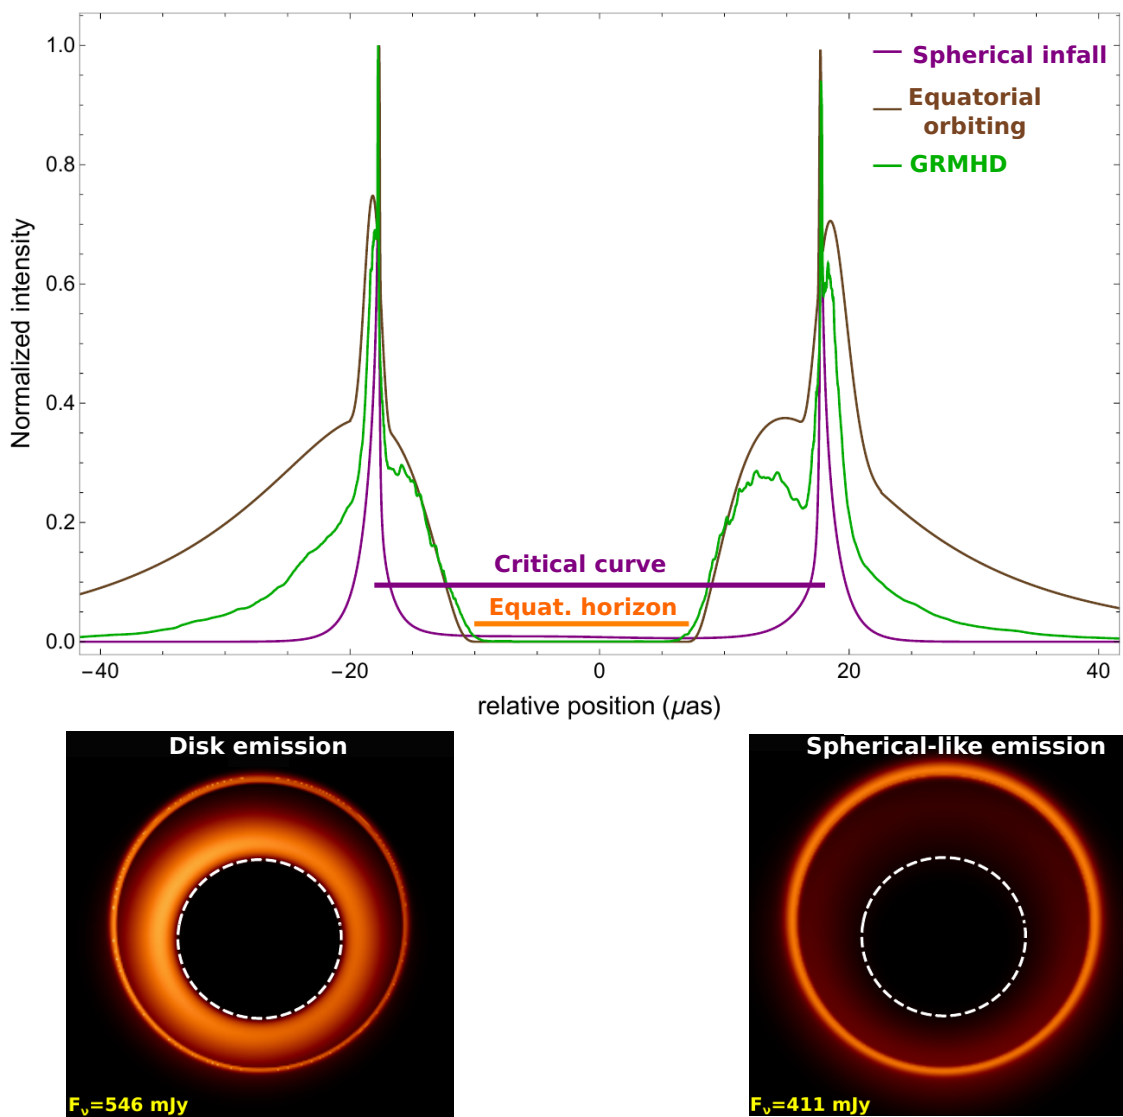 1.0
0.8
0.6
0.4
0.2
0.0
Normalized intensity
Spherical infall
Equatorial
orbiting
GRMHD
Critical curve
Equat. horizon
−40
−20
0
20
40
relative position (μas)
Disk emission
Fν=546 mJy
Spherical-like emission
Fν=411 mJy